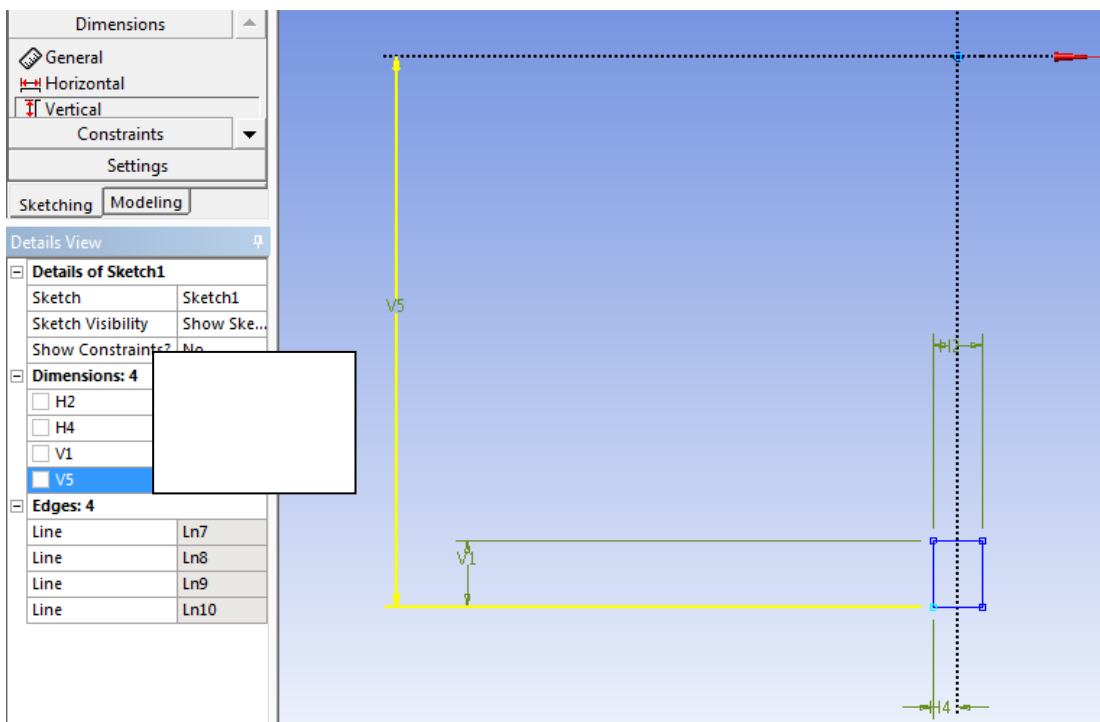 Dimensions
General
Horizontal
Vertical
Constraints
Settings
Sketching Modeling
Details View
Details of Sketch1
Sketch Sketch1
Sketch Visibility Show Ske...
Show Constraints? No
Dimensions: 4
H2
H4
V1
V5
Edges: 4
Line Ln7
Line Ln8
Line Ln9
Line Ln10
V5
H2
V1
H4